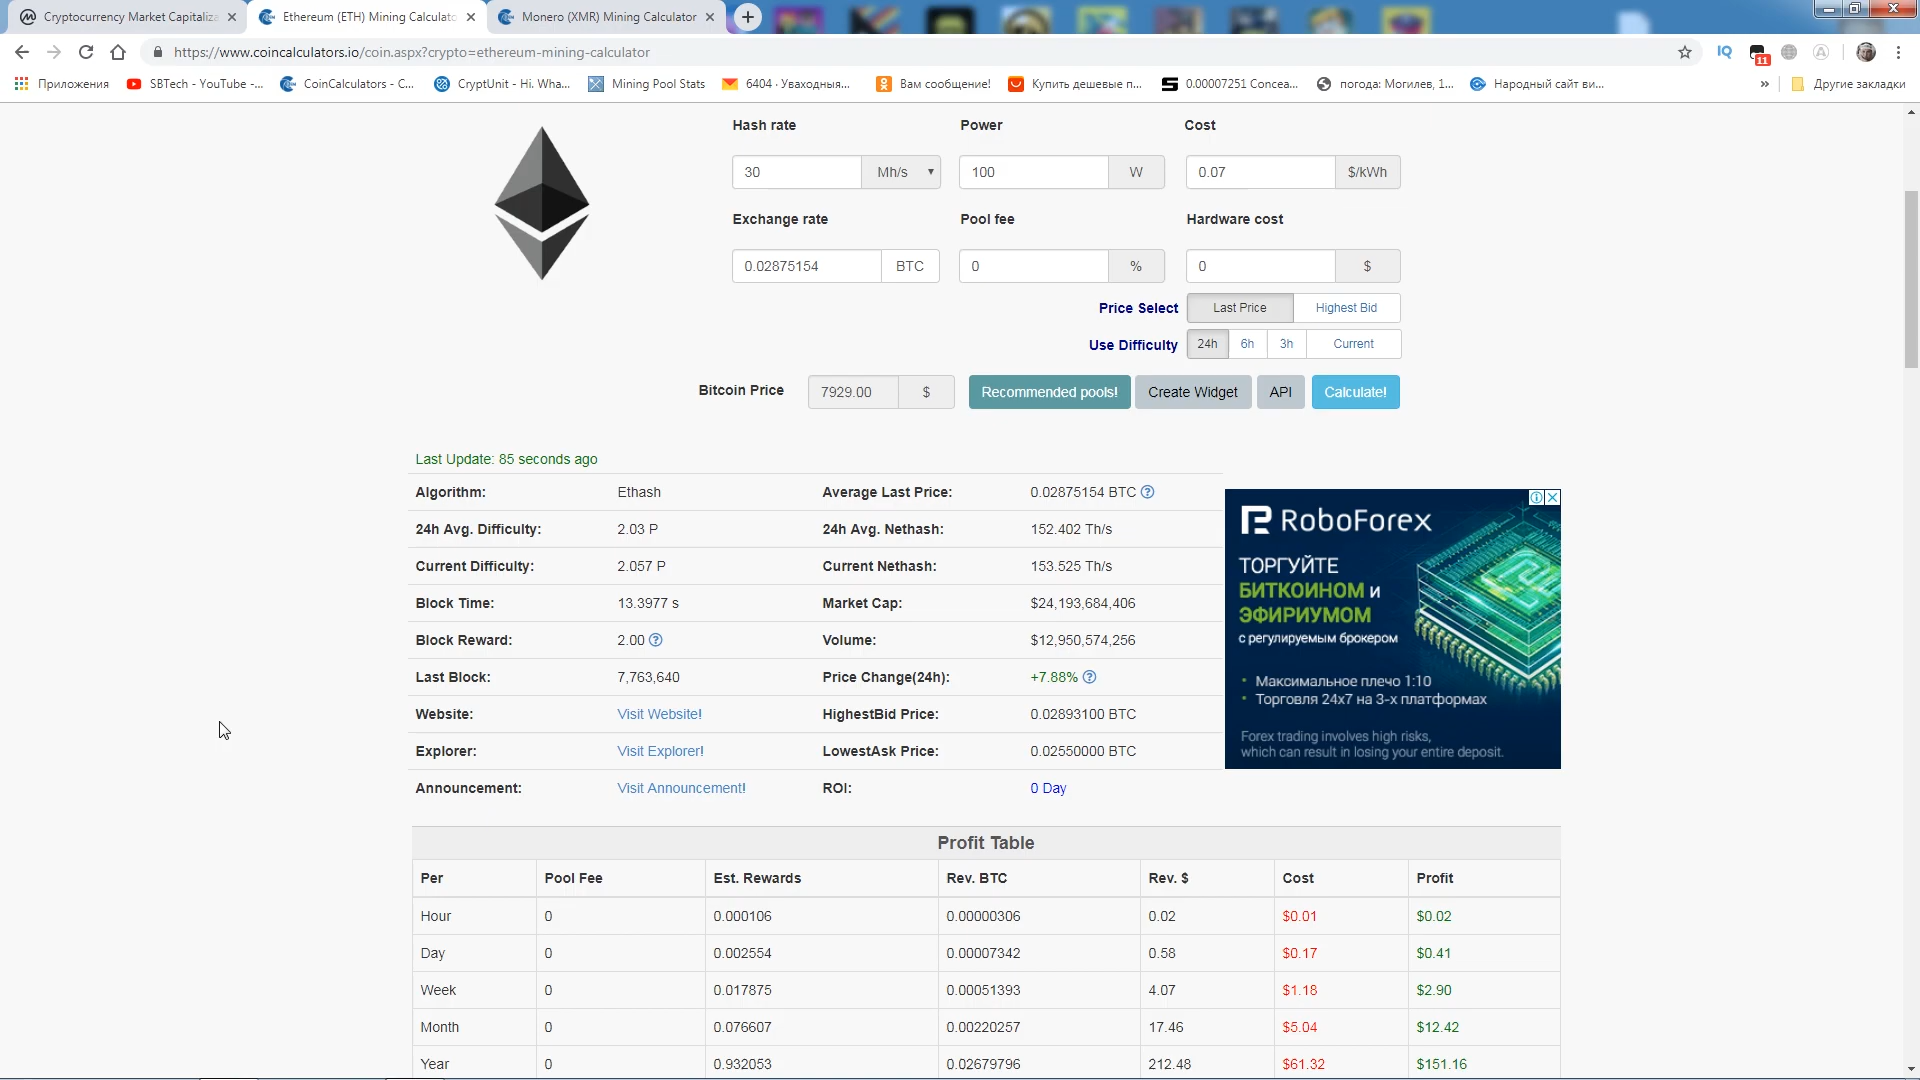 Cryptocurrency Market Capitaliza
Ethereum (ETH) Mining Calculato
Monero (XMR) Mining Calculator
https://www.coincalculators.io/coin.aspx?crypto=ethereum-mining-calculator
IQ
11
Приложения
SBTech - YouTube -...
CoinCalculators - C...
CryptUnit - Hi. Wha...
Mining Pool Stats
6404 · Уваходныя...
Вам сообщение!
Купить дешевые п...
0.00007251 Concea...
погода: Могилев, 1...
Народный сайт ви...
»
Другие закладки
Hash rate Power Cost
30 Mh/s 100 W 0.07 $/kWh
Exchange rate Pool fee Hardware cost
0.02875154 BTC 0 % 0 $
Price Select Last Price Highest Bid
Use Difficulty 24h 6h 3h Current
Bitcoin Price 7929.00 $ Recommended pools! Create Widget API Calculate!
Last Update: 85 seconds ago
Algorithm: Ethash Average Last Price: 0.02875154 BTC
24h Avg. Difficulty: 2.03 P 24h Avg. Nethash: 152.402 Th/s
Current Difficulty: 2.057 P Current Nethash: 153.525 Th/s
Block Time: 13.3977 s Market Cap: $24,193,684,406
Block Reward: 2.00 Volume: $12,950,574,256
Last Block: 7,763,640 Price Change(24h): +7.88%
Website: Visit Website! HighestBid Price: 0.02893100 BTC
Explorer: Visit Explorer! LowestAsk Price: 0.02550000 BTC
Announcement: Visit Announcement! ROI: 0 Day
RoboForex
ТОРГУЙТЕ
БИТКОИНОМ и
ЭФИРИУМОМ
с регулируемым брокером
• Максимальное плечо 1:10
• Торговля 24x7 на 3-х платформах
Forex trading involves high risks,
which can result in losing your entire deposit.
Profit Table
Per Pool Fee Est. Rewards Rev. BTC Rev. $ Cost Profit
Hour 0 0.000106 0.00000306 0.02 $0.01 $0.02
Day 0 0.002554 0.00007342 0.58 $0.17 $0.41
Week 0 0.017875 0.00051393 4.07 $1.18 $2.90
Month 0 0.076607 0.00220257 17.46 $5.04 $12.42
Year 0 0.932053 0.02679796 212.48 $61.32 $151.16